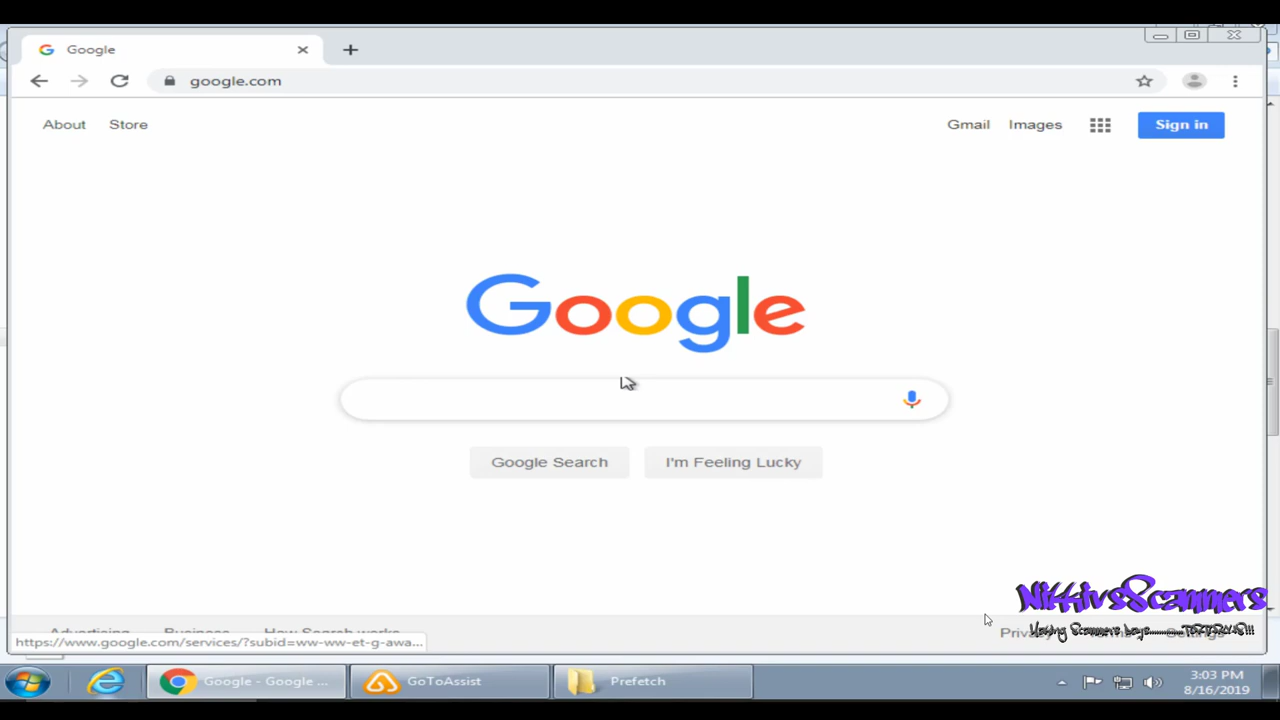 Google
google.com
About Store Gmail Images Sign in
Google
Google Search I'm Feeling Lucky
NikkivsScammers
Advertising Business How Search works
https://www.google.com/services/?subid=ww-ww-et-g-awa...
Google - Google ... GoToAssist Prefetch
3:03 PM
8/16/2019